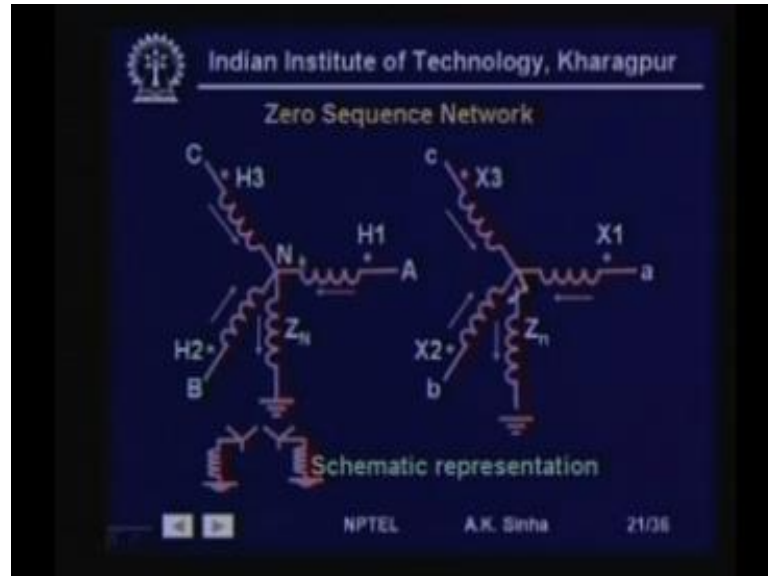 Indian Institute of Technology, Kharagpur
Zero Sequence Network
C
H3
N
H1
A
H2
B
Z_N
c
X3
X1
a
X2
b
Z_n
Schematic representation
NPTEL A.K. Sinha 21/36